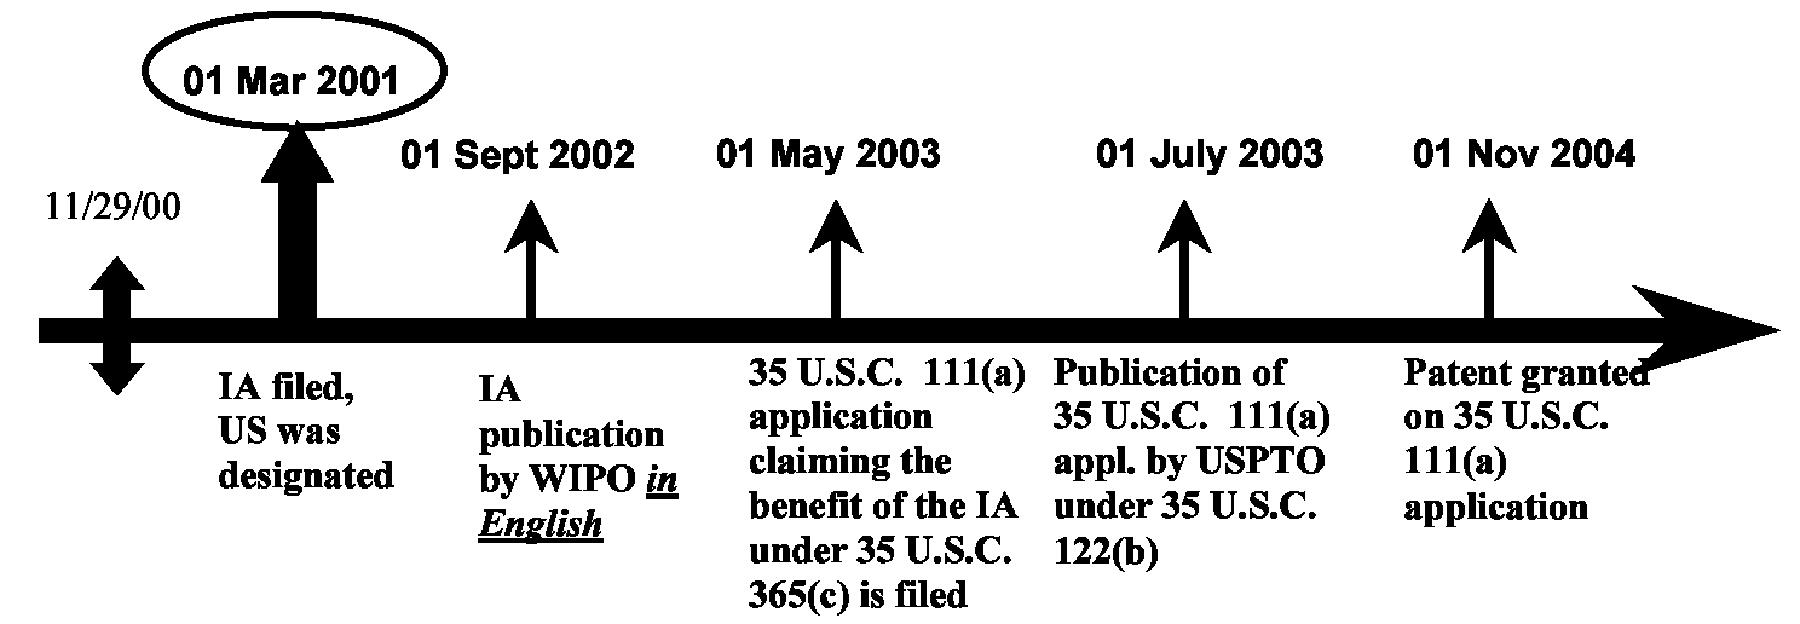 01 Mar 2001
01 Sept 2002
01 May 2003
01 July 2003
01 Nov 2004
11/29/00
IA filed,
US was
designated
IA
publication
by WIPO in
English
35 U.S.C. 111(a)
application
claiming the
benefit of the IA
under 35 U.S.C.
365(c) is filed
Publication of
35 U.S.C. 111(a)
appl. by USPTO
under 35 U.S.C.
122(b)
Patent granted
on 35 U.S.C.
111(a)
application